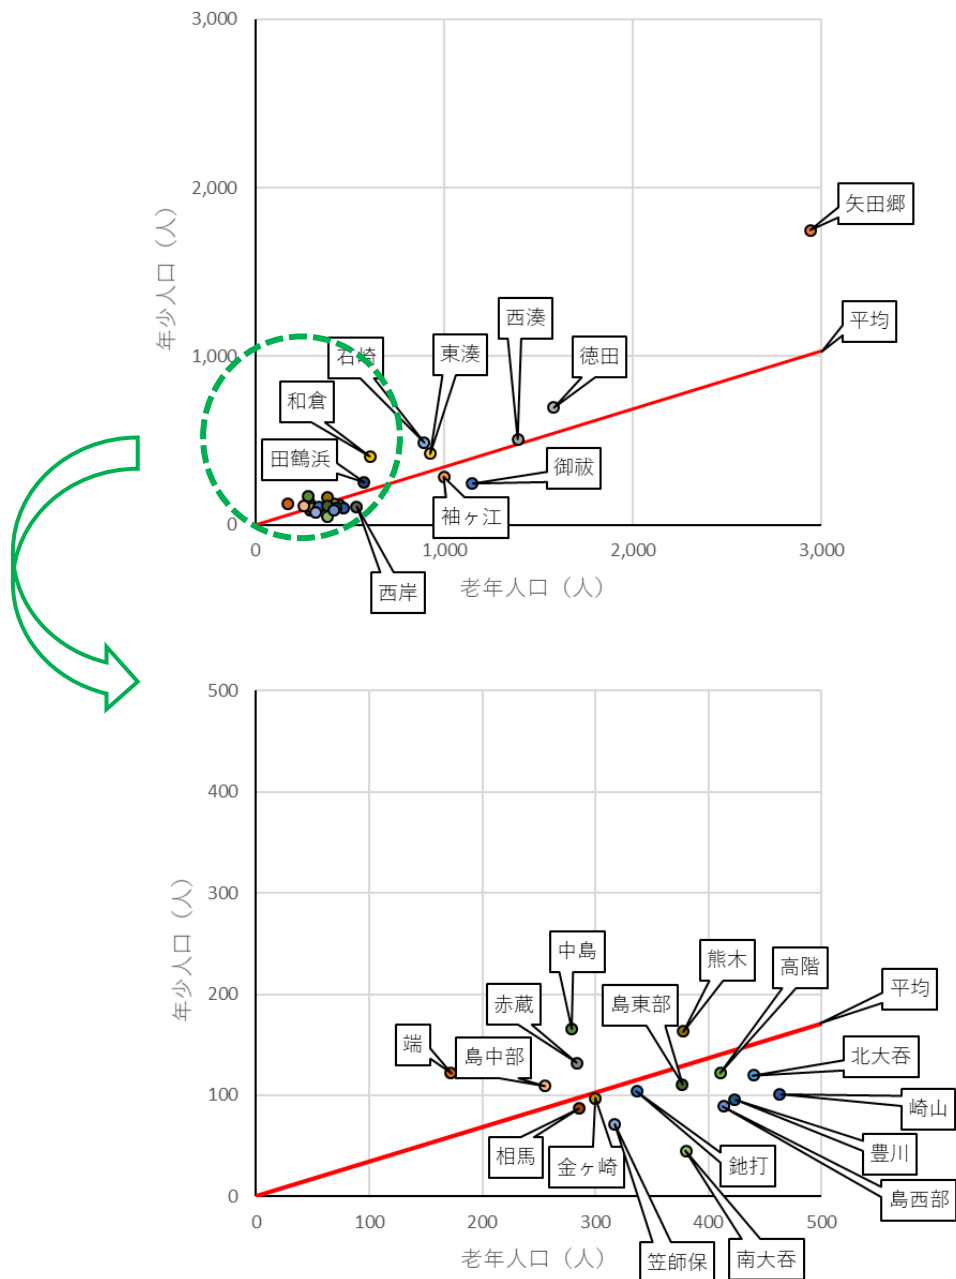 3,000
2,000
1,000
0
年少人口（人）
矢田郷
平均
西湊
徳田
石崎
東湊
和倉
田鶴浜
御祓
袖ヶ江
西岸
0
1,000
2,000
3,000
老年人口（人）
500
400
300
200
100
0
年少人口（人）
中島
熊木
高階
赤蔵
島東部
平均
端
島中部
北大呑
崎山
相馬
金ヶ崎
釶打
豊川
島西部
笠師保
南大呑
0
100
200
300
400
500
老年人口（人）